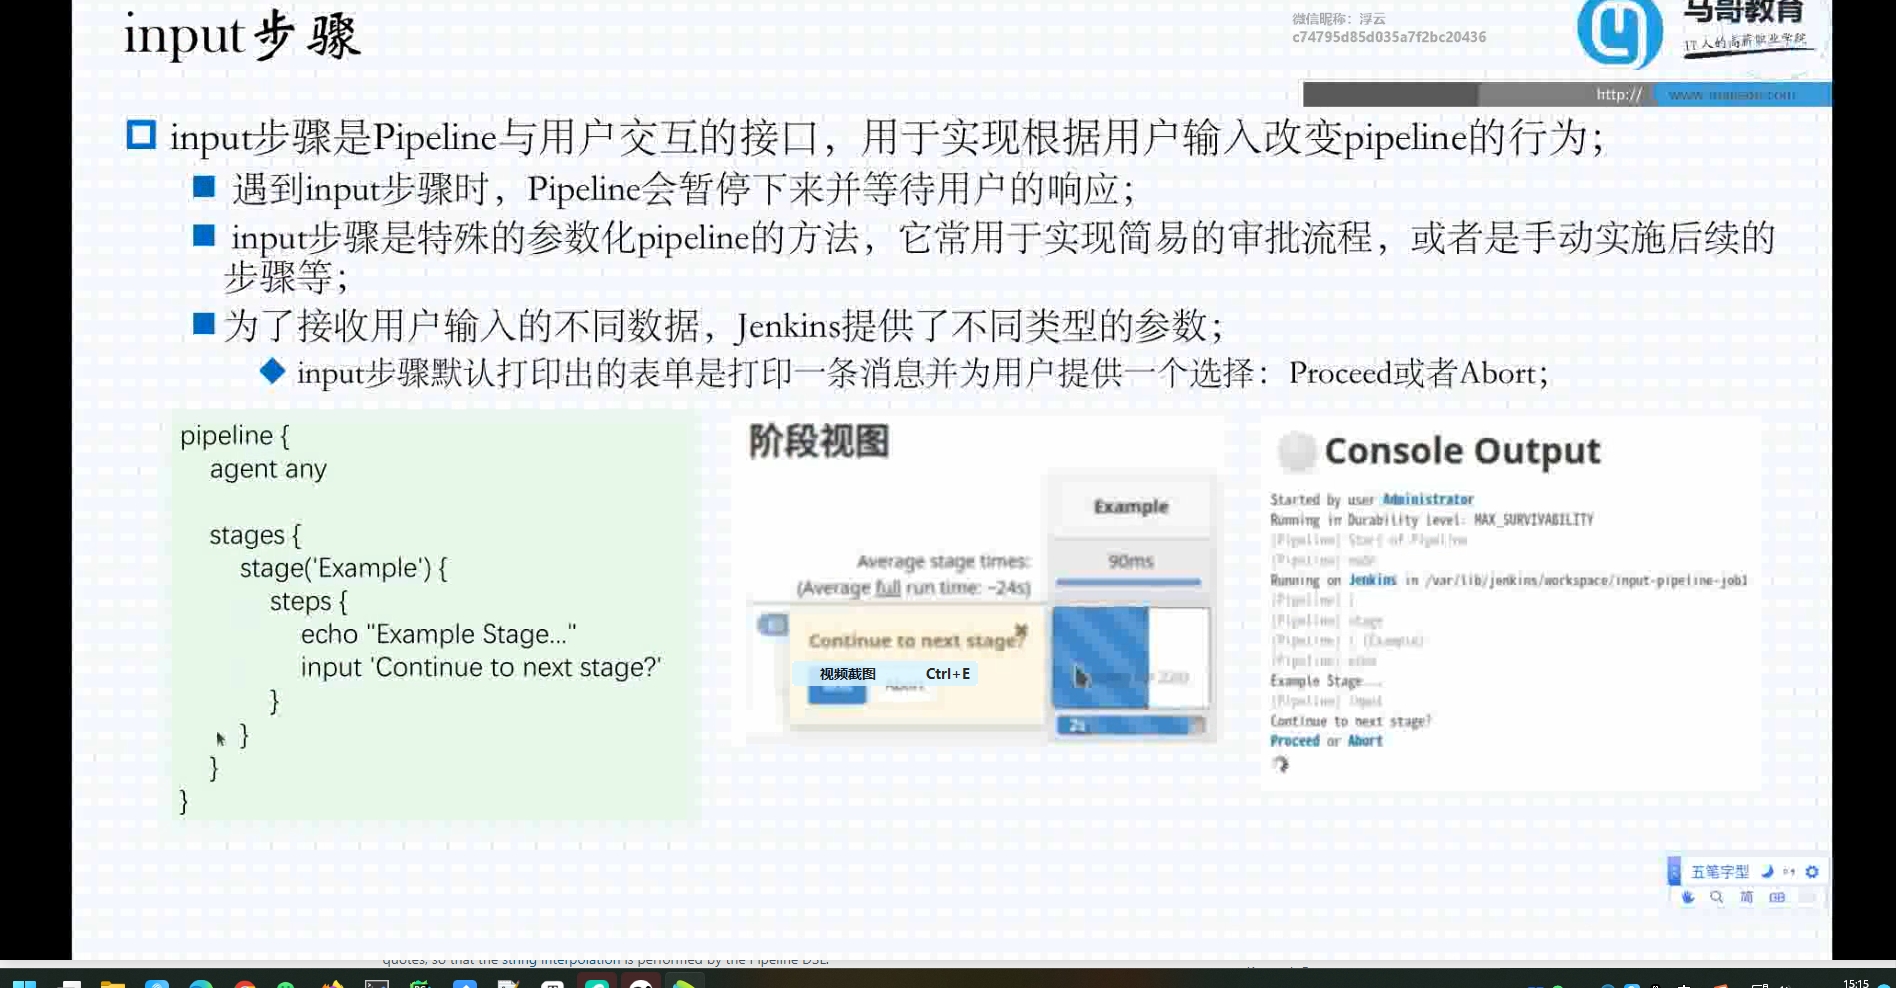 input步骤
微信昵称：浮云
c74795d85d035a7f2bc20436
马哥教育
IT人的高薪职业学院
http://
input步骤是Pipeline与用户交互的接口，用于实现根据用户输入改变pipeline的行为；
遇到input步骤时，Pipeline会暂停下来并等待用户的响应；
input步骤是特殊的参数化pipeline的方法，它常用于实现简易的审批流程，或者是手动实施后续的
步骤等；
为了接收用户输入的不同数据，Jenkins提供了不同类型的参数；
input步骤默认打印出的表单是打印一条消息并为用户提供一个选择：Proceed或者Abort；
pipeline {
agent any
stages {
stage('Example') {
steps {
echo "Example Stage..."
input 'Continue to next stage?'
}
}
}
}
阶段视图
Example
Average stage times:
(Average full run time: ~24s)
90ms
Continue to next stage?
视频截图 Ctrl+E
Abort
2s
Console Output
Started by user Administrator
Running in Durability level: MAX_SURVIVABILITY
[Pipeline] Start of Pipeline
[Pipeline] node
Running on Jenkins in /var/lib/jenkins/workspace/input-pipeline-job1
[Pipeline] {
[Pipeline] stage
[Pipeline] { (Example)
[Pipeline] echo
Example Stage...
[Pipeline] input
Continue to next stage?
Proceed or Abort
五笔字型
简
quotes, so that the string interpolation is performed by the Pipeline DSL.
15:15